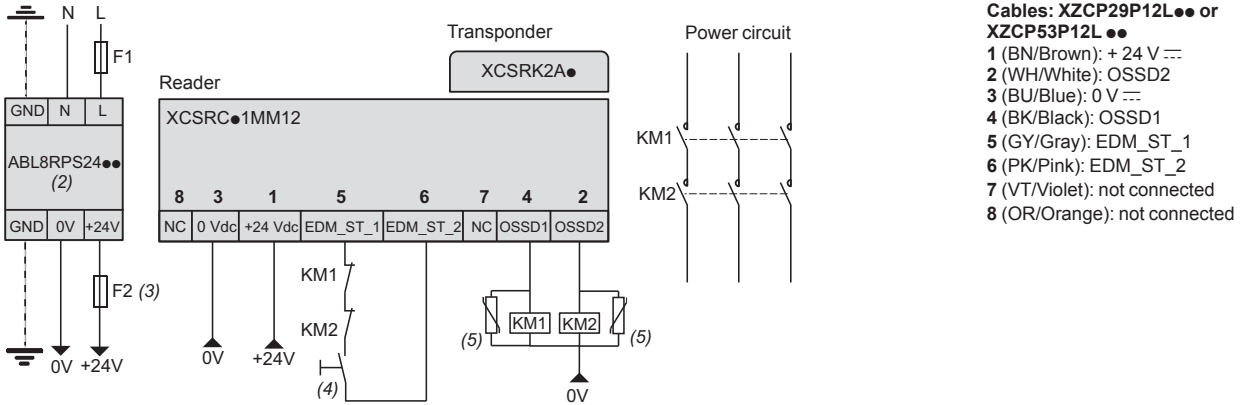 N L
F1
GND N L
ABL8RPS24●●
(2)
GND 0V +24V
F2 (3)
0V +24V
Reader
Transponder
XCSRK2A●
XCSRC●1MM12
8 3 1 5 6 7 4 2
NC 0 Vdc +24 Vdc EDM_ST_1 EDM_ST_2 NC OSSD1 OSSD2
KM1
KM2
(4)
0V +24V
(5) KM1 KM2 (5)
0V
Power circuit
KM1
KM2
Cables: XZCP29P12L●● or
XZCP53P12L ●●
1 (BN/Brown): + 24 V ⎓
2 (WH/White): OSSD2
3 (BU/Blue): 0 V ⎓
4 (BK/Black): OSSD1
5 (GY/Gray): EDM_ST_1
6 (PK/Pink): EDM_ST_2
7 (VT/Violet): not connected
8 (OR/Orange): not connected